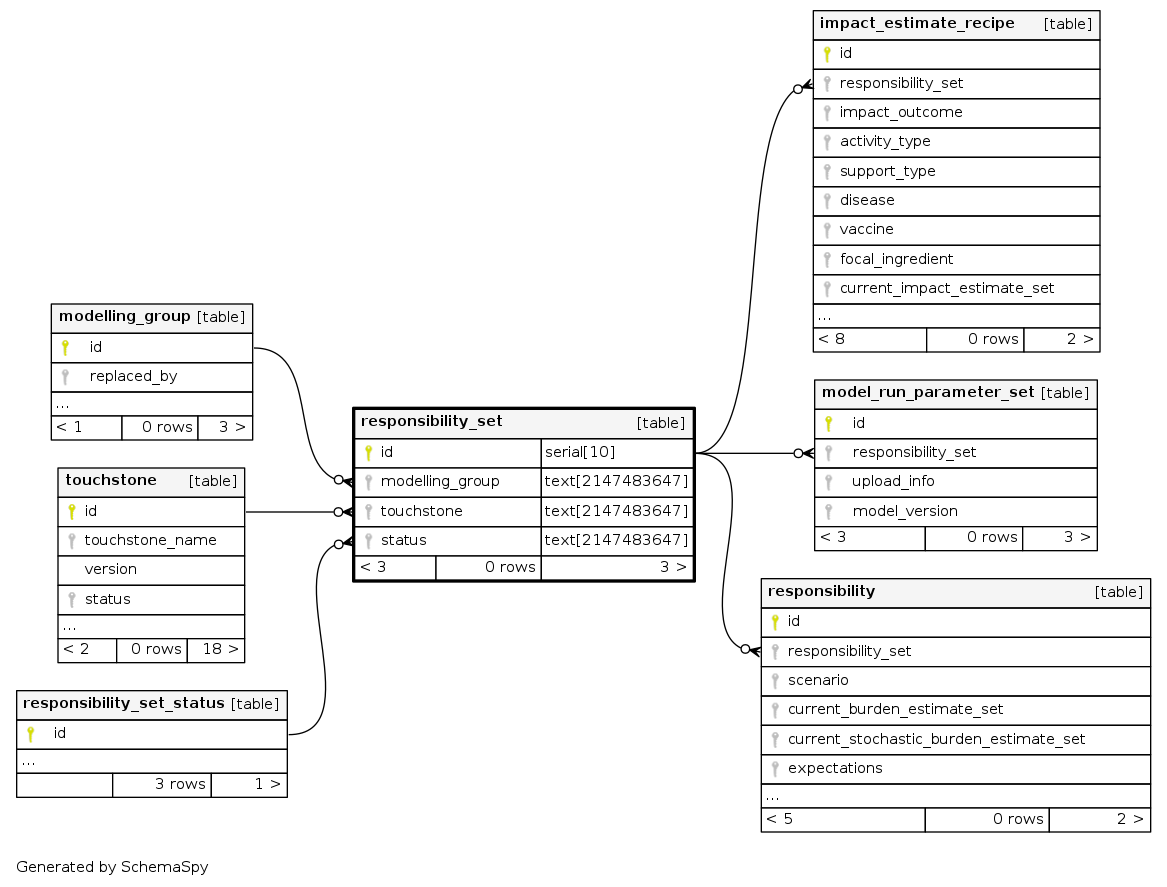 impact_estimate_recipe [table]
id
responsibility_set
impact_outcome
activity_type
support_type
disease
vaccine
focal_ingredient
current_impact_estimate_set
...
< 8 0 rows 2 >
modelling_group [table]
id
replaced_by
...
< 1 0 rows 3 >
touchstone [table]
id
touchstone_name
version
status
...
< 2 0 rows 18 >
responsibility_set_status [table]
id
...
3 rows 1 >
responsibility_set [table]
id serial[10]
modelling_group text[2147483647]
touchstone text[2147483647]
status text[2147483647]
< 3 0 rows 3 >
model_run_parameter_set [table]
id
responsibility_set
upload_info
model_version
< 3 0 rows 3 >
responsibility [table]
id
responsibility_set
scenario
current_burden_estimate_set
current_stochastic_burden_estimate_set
expectations
...
< 5 0 rows 2 >
Generated by SchemaSpy